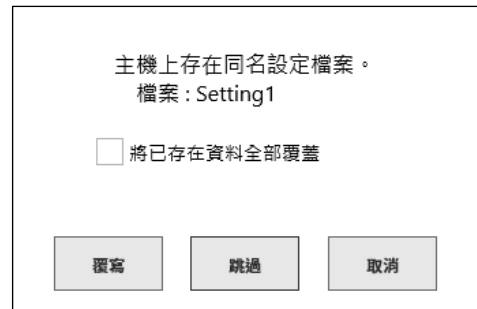 主機上存在同名設定檔案。
檔案 : Setting1
將已存在資料全部覆蓋
覆寫
跳過
取消